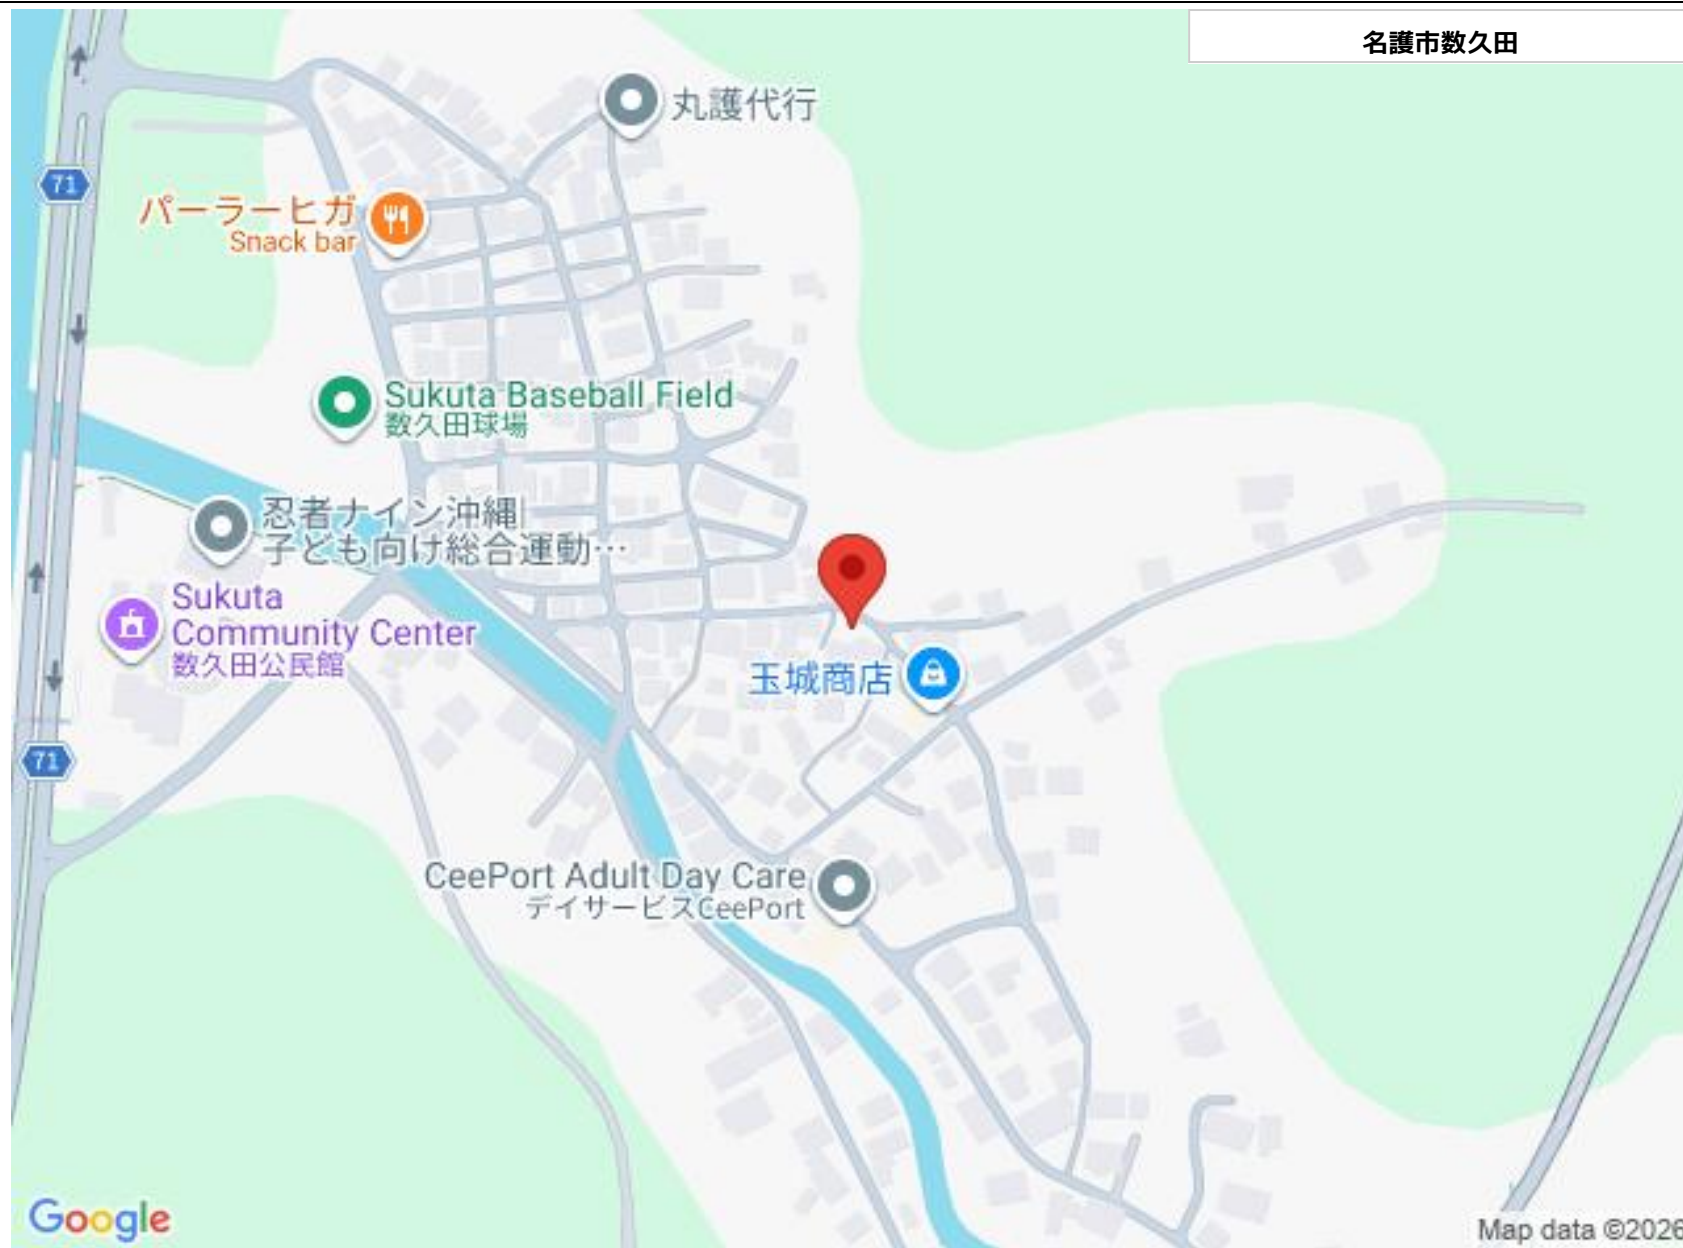 名護市数久田
丸護代行
71
パーラーヒガ
Snack bar
Sukuta Baseball Field
数久田球場
忍者ナイン沖縄|
子ども向け総合運動…
Sukuta
Community Center
数久田公民館
玉城商店
71
CeePort Adult Day Care
デイサービスCeePort
Google
Map data ©2026